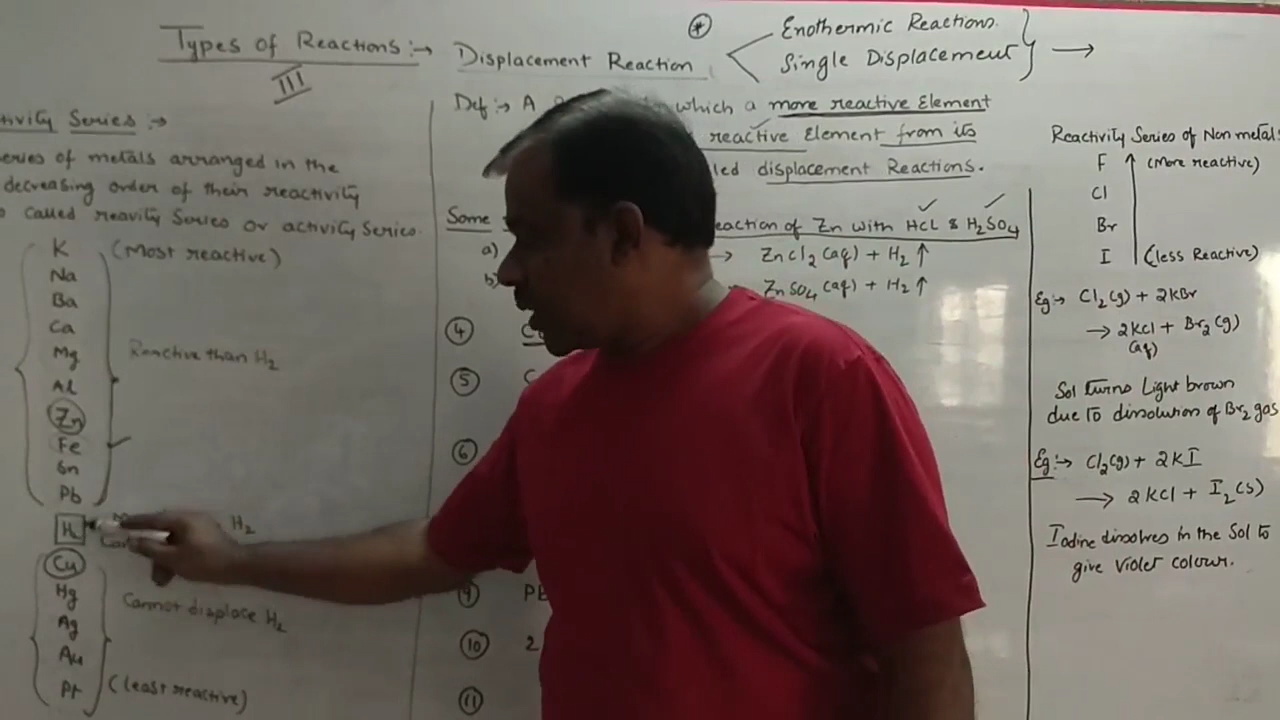 Types of Reactions:→
III
Displacement Reaction
*
Enothermic Reactions.
Single Displacement
tivity Series:→
eries of metals arranged in the
decreasing order of their reactivity
called reavity Series or activity Series.
K (Most reactive)
Na
Ba
Ca
Mg Reactive than H2
Al
Zn
Fe
Sn
Pb
H H2
Cu
Hg Cannot displace H2
Ag
Au
Pt (least reactive)
Def:→ A which a more reactive Element
reactive Element from its
led displacement Reactions.
Some eaction of Zn with HCL & H2SO4
a) → ZnCl2(aq) + H2↑
b) ZnSO4(aq) + H2↑
4
5
6
9 PB
10 2
11
Reactivity Series of Non metals
F (More reactive)
Cl
Br
I (less Reactive)
Eg:→ Cl2(g) + 2KBr
→ 2KCl + Br2(g)
(aq)
Sol turns Light brown
due to dissolution of Br2 gas
Eg:→ Cl2(g) + 2KI
→ 2KCl + I2(s)
Iodine dissolves in the Sol to
give violet colour.